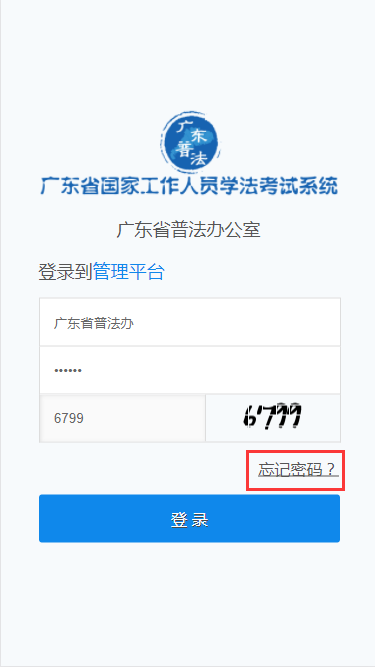 广东普法
广东省国家工作人员学法考试系统
广东省普法办公室
登录到管理平台
广东省普法办
••••••
6799 6799
忘记密码？
登 录